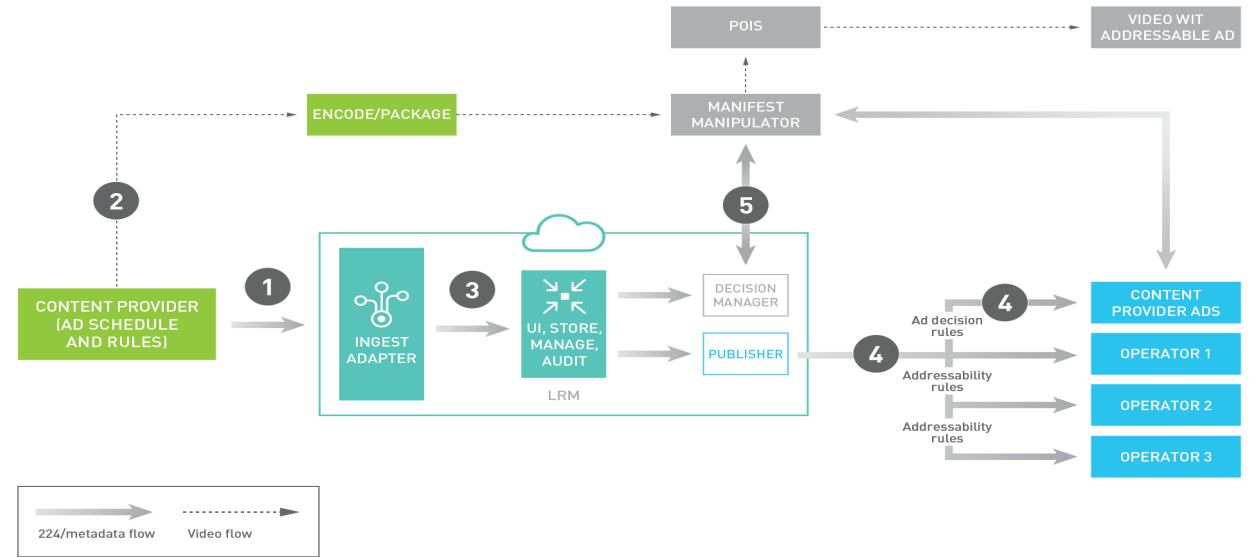 POIS
VIDEO WIT
ADDRESSABLE AD
ENCODE/PACKAGE
MANIFEST
MANIPULATOR
2
5
1
3
CONTENT PROVIDER
(AD SCHEDULE
AND RULES)
INGEST
ADAPTER
UI, STORE,
MANAGE,
AUDIT
LRM
DECISION
MANAGER
PUBLISHER
4
4
Ad decision
rules
Addressability
rules
Addressability
rules
CONTENT
PROVIDER ADS
OPERATOR 1
OPERATOR 2
OPERATOR 3
224/metadata flow
Video flow